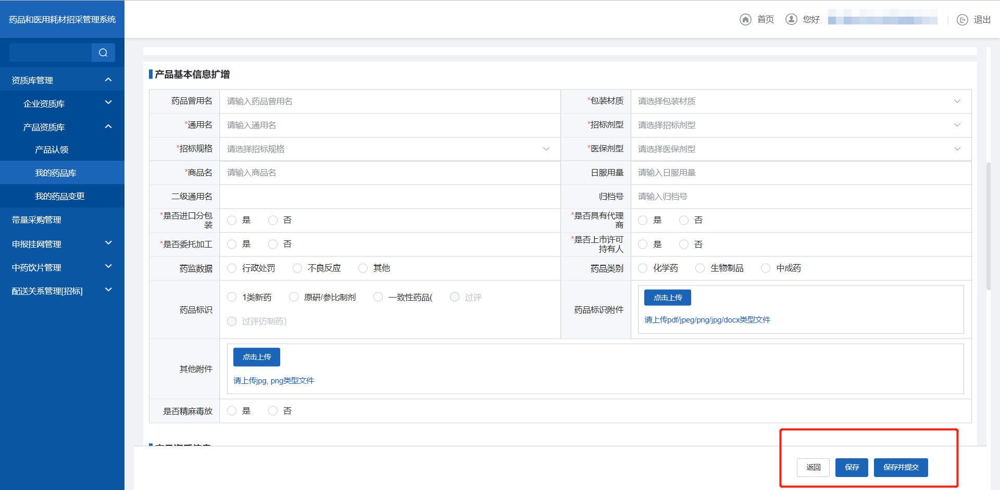 药品和医用耗材招采管理系统
首页
您好
退出
资质库管理
企业资质库
产品资质库
产品认领
我的药品库
我的药品变更
带量采购管理
申报挂网管理
中药饮片管理
配送关系管理[招标]
产品基本信息扩增
药品曾用名 请输入药品曾用名 *包装材质 请选择包装材质
*通用名 请输入通用名 *招标剂型 请选择招标剂型
*招标规格 请选择招标规格 *医保剂型 请选择医保剂型
*商品名 请输入商品名 日服用量 请输入日服用量
二级通用名 归档号 请输入归档号
*是否进口分包
装
是 否
*是否具有代理
商
是 否
*是否委托加工 是 否
*是否上市许可
持有人
是 否
药监数据 行政处罚 不良反应 其他 药品类别 化学药 生物制品 中成药
药品标识
1类新药 原研/参比制剂 一致性药品( 过评
过评仿制药)
药品标识附件
点击上传
请上传pdf/jpeg/png/jpg/docx类型文件
其他附件
点击上传
请上传jpg, png类型文件
是否精麻毒放 是 否
产品资质信息
返回 保存 保存并提交